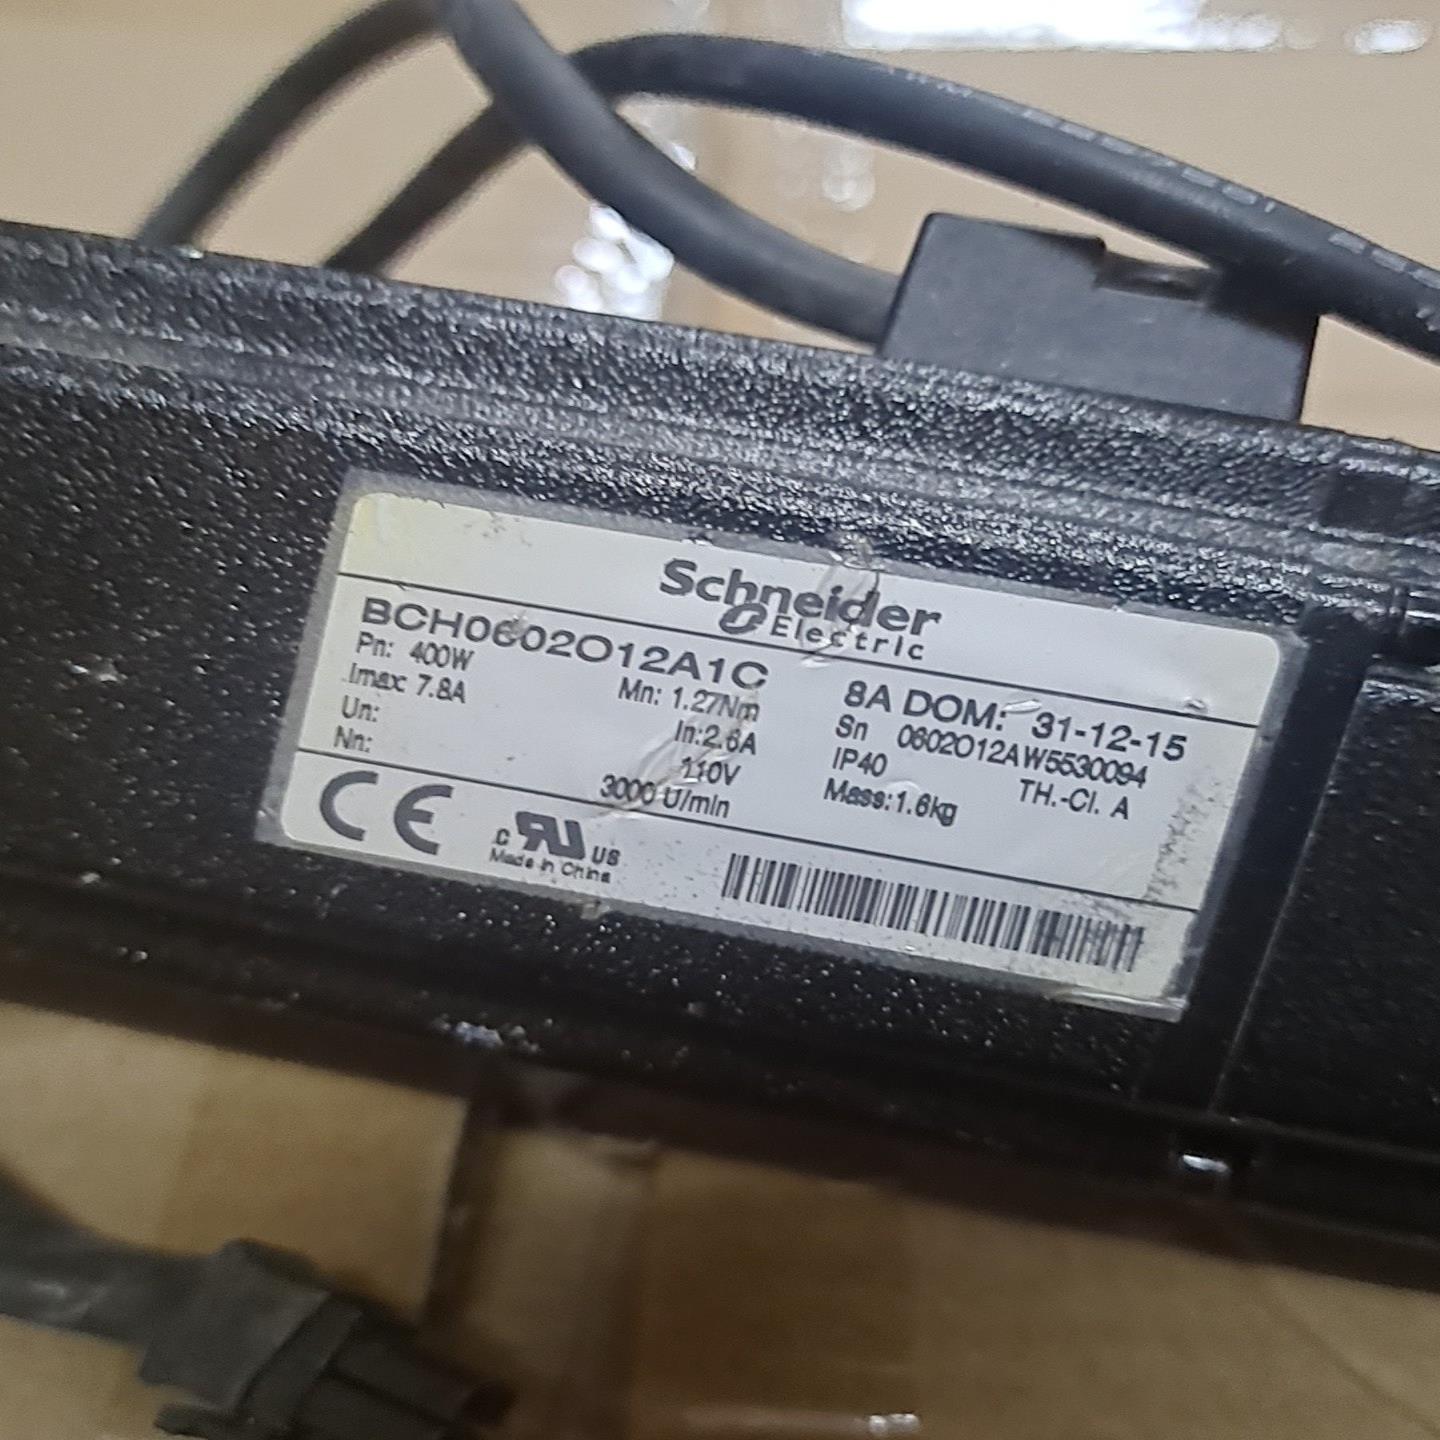 Schneider
Electric
BCH0602O12A1C
8A DOM: 31-12-15
Pn: 400W
Mn: 1.27Nm
Sn 0602O12AW5530094
Imax: 7.8A
In:2.6A
IP40
TH.-Cl. A
Un:
110V
Mass:1.6kg
Nn:
3000 U/min
CE
c RU US
Made in China